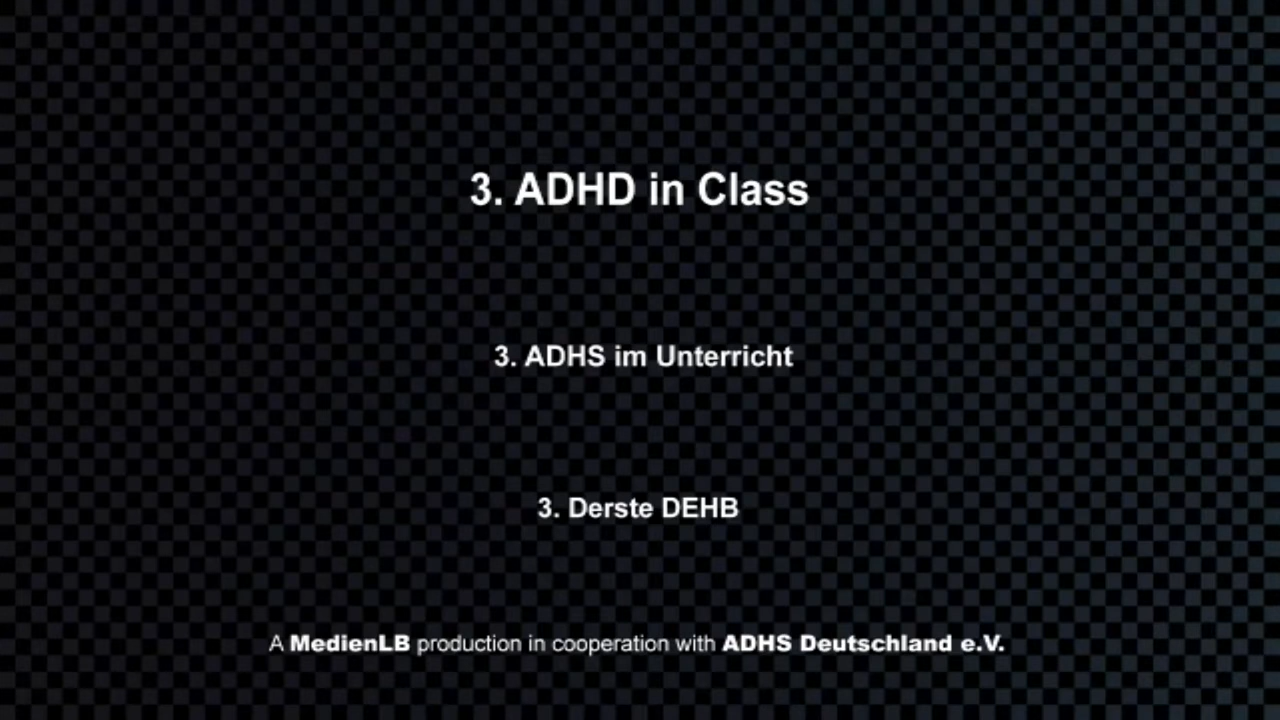 3. ADHD in Class
3. ADHS im Unterricht
3. Derste DEHB
A MedienLB production in cooperation with ADHS Deutschland e.V.